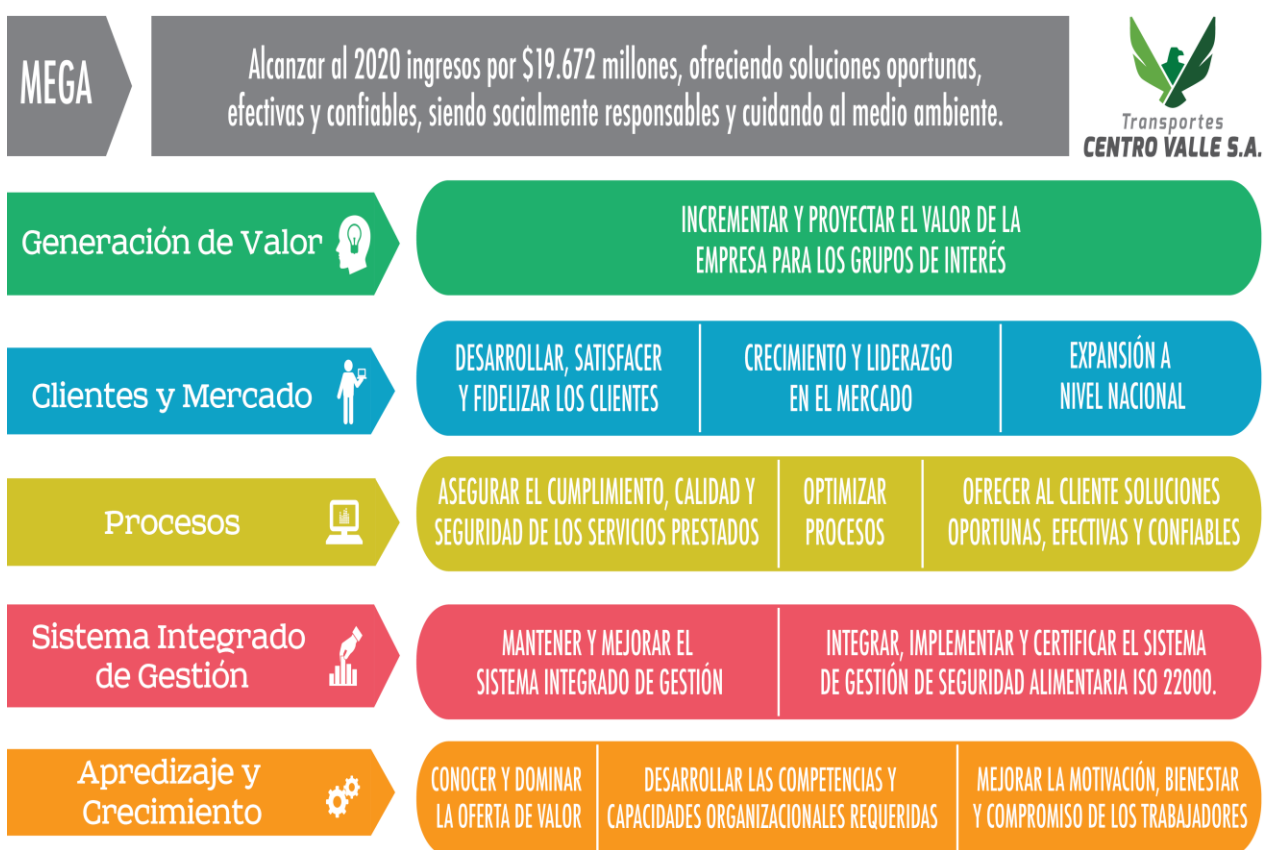 MEGA
Alcanzar al 2020 ingresos por $19.672 millones, ofreciendo soluciones oportunas,
efectivas y confiables, siendo socialmente responsables y cuidando al medio ambiente.
Transportes
CENTRO VALLE S.A.
Generación de Valor
INCREMENTAR Y PROYECTAR EL VALOR DE LA
EMPRESA PARA LOS GRUPOS DE INTERÉS
Clientes y Mercado
DESARROLLAR, SATISFACER
Y FIDELIZAR LOS CLIENTES
CRECIMIENTO Y LIDERAZGO
EN EL MERCADO
EXPANSIÓN A
NIVEL NACIONAL
Procesos
ASEGURAR EL CUMPLIMIENTO, CALIDAD Y
SEGURIDAD DE LOS SERVICIOS PRESTADOS
OPTIMIZAR
PROCESOS
OFRECER AL CLIENTE SOLUCIONES
OPORTUNAS, EFECTIVAS Y CONFIABLES
Sistema Integrado
de Gestión
MANTENER Y MEJORAR EL
SISTEMA INTEGRADO DE GESTIÓN
INTEGRAR, IMPLEMENTAR Y CERTIFICAR EL SISTEMA
DE GESTIÓN DE SEGURIDAD ALIMENTARIA ISO 22000.
Apredizaje y
Crecimiento
CONOCER Y DOMINAR
LA OFERTA DE VALOR
DESARROLLAR LAS COMPETENCIAS Y
CAPACIDADES ORGANIZACIONALES REQUERIDAS
MEJORAR LA MOTIVACIÓN, BIENESTAR
Y COMPROMISO DE LOS TRABAJADORES